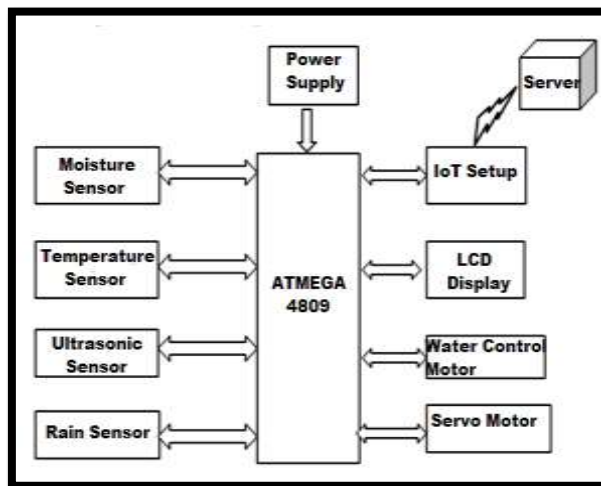 Power
Supply
Server
Moisture
Sensor
IoT Setup
Temperature
Sensor
ATMEGA
4809
LCD
Display
Ultrasonic
Sensor
Water Control
Motor
Rain Sensor
Servo Motor